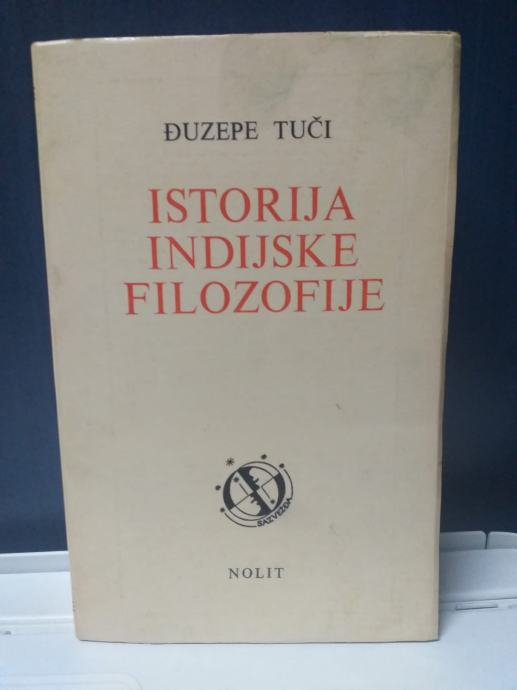 ĐUZEPE TUČI
ISTORIJA
INDIJSKE
FILOZOFIJE
SAZVEŽĐA
NOLIT